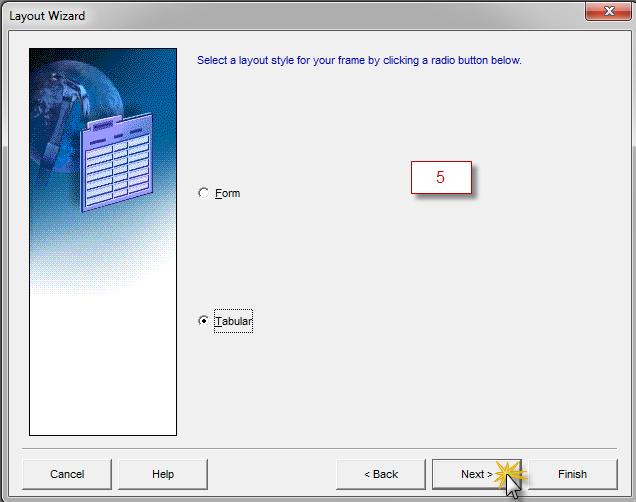 Layout Wizard
Select a layout style for your frame by clicking a radio button below.
5
Form
Tabular
Cancel
Help
< Back
Next >
Finish